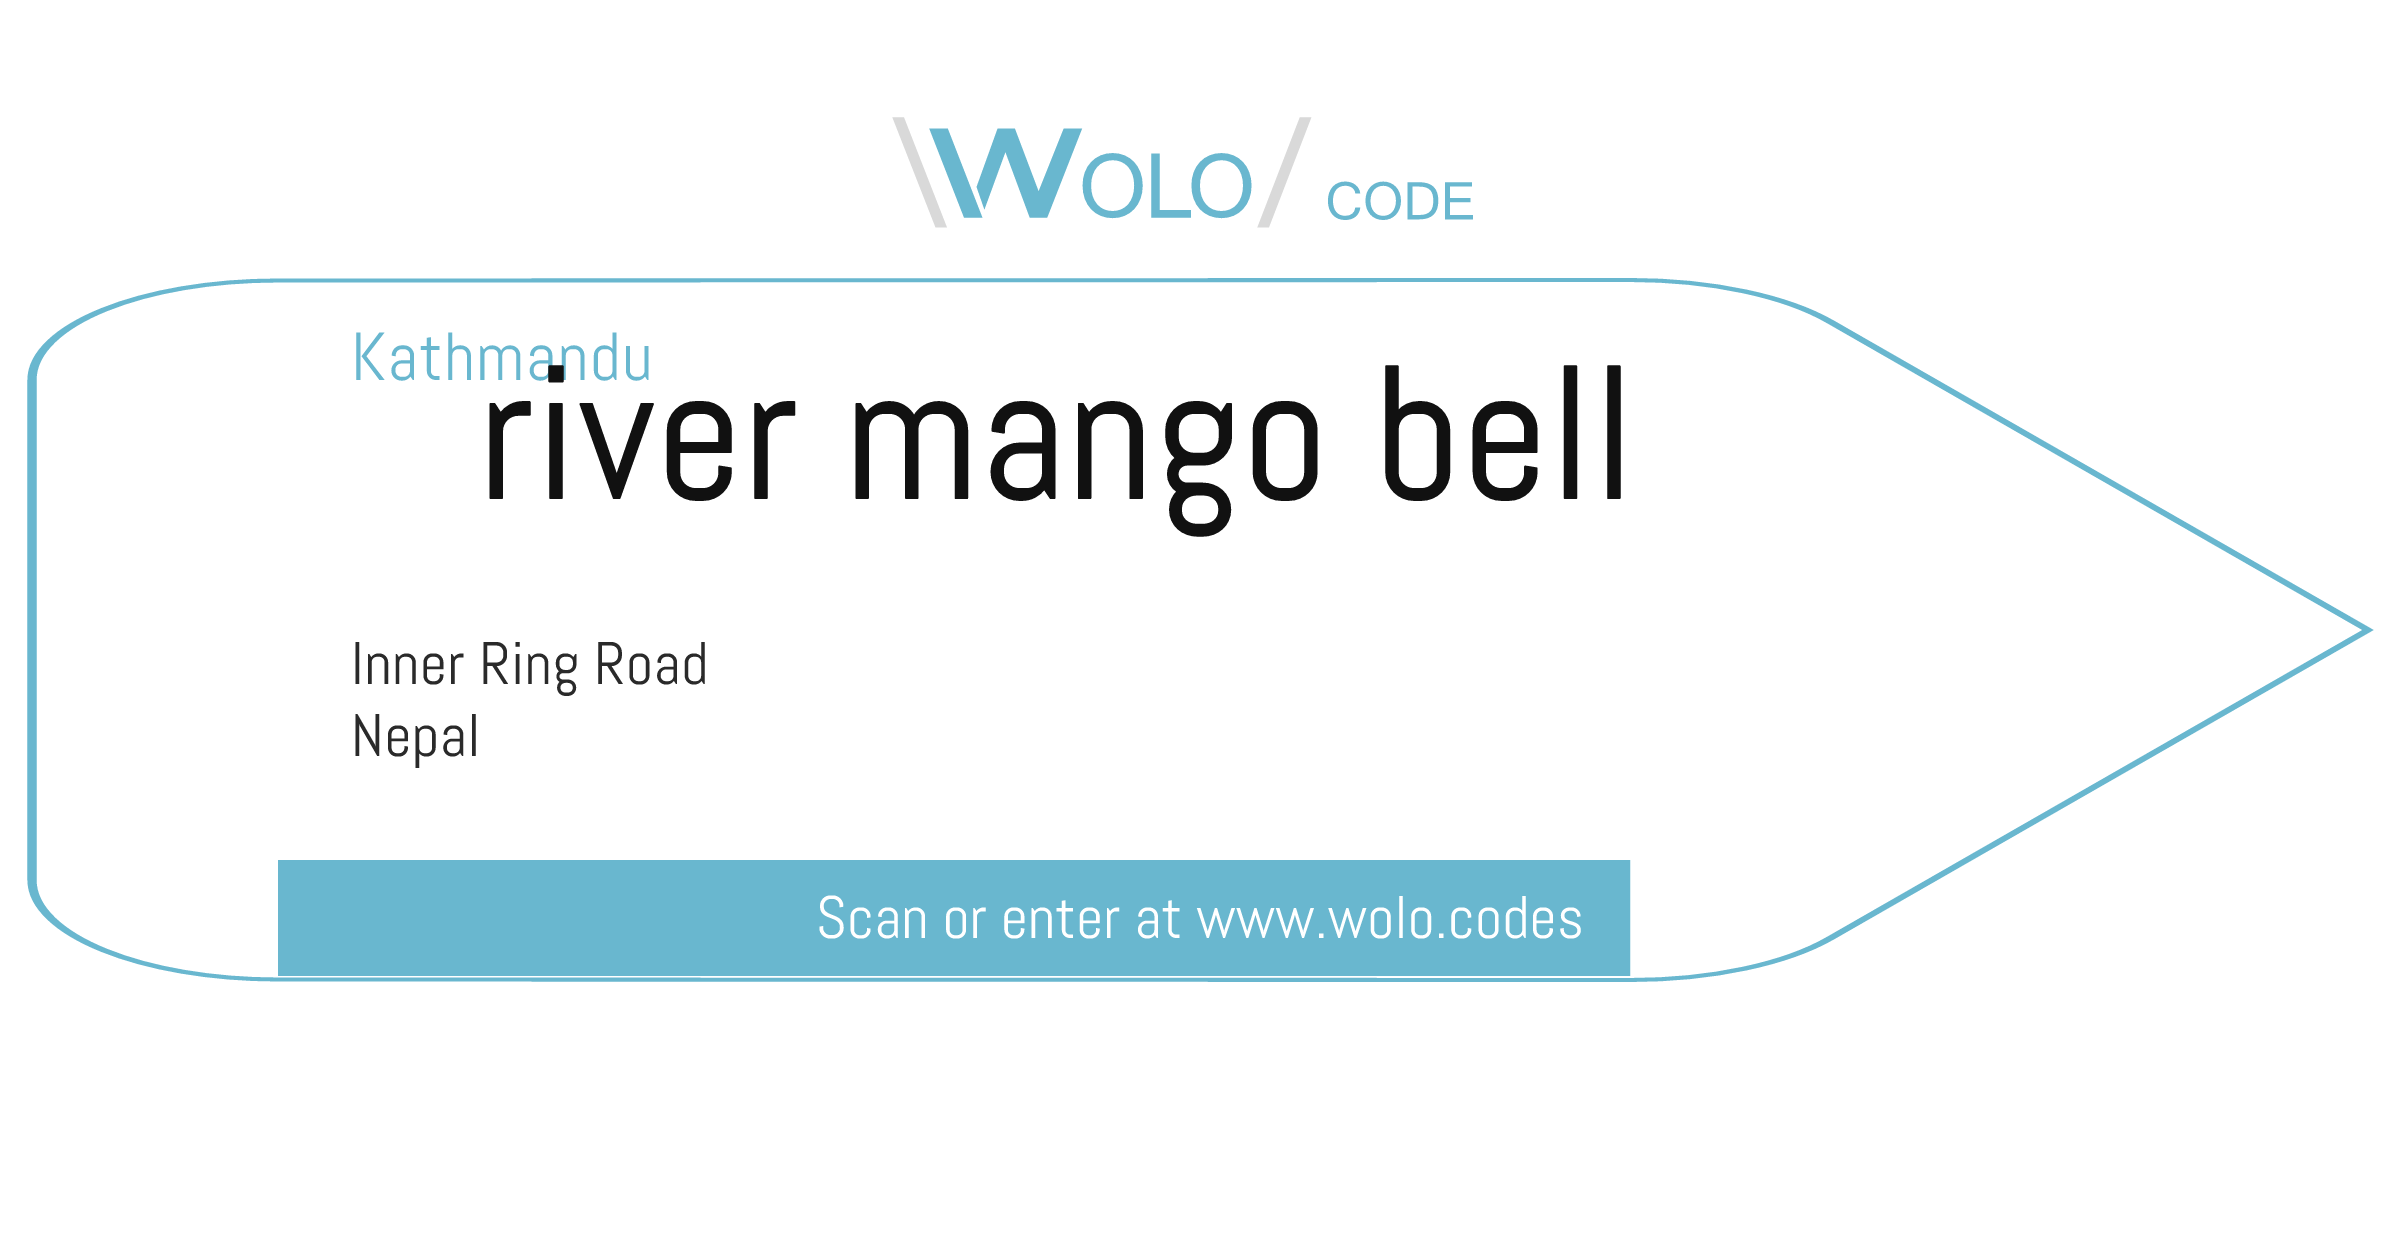 \WOLO/ CODE
Kathmandu
river mango bell
Inner Ring Road
Nepal
Scan or enter at www.wolo.codes